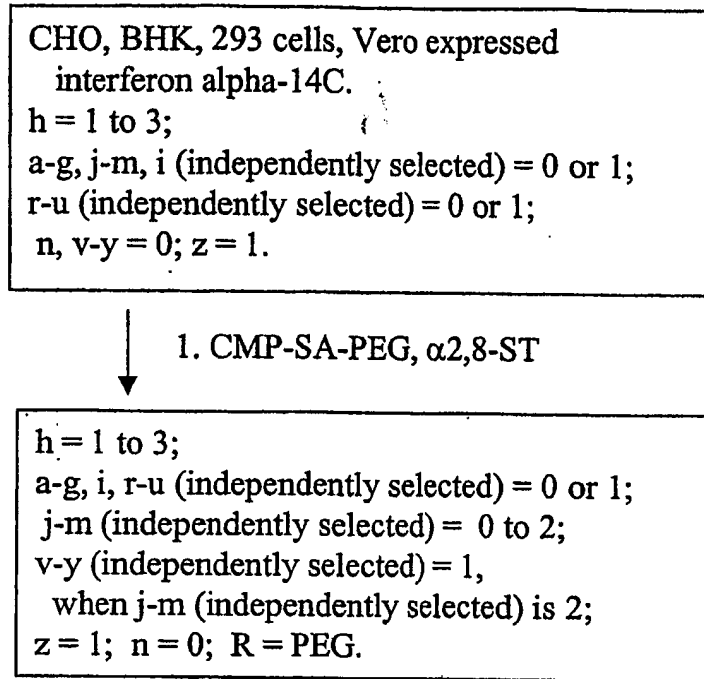 CHO, BHK, 293 cells, Vero expressed
interferon alpha-14C.
h = 1 to 3;
a-g, j-m, i (independently selected) = 0 or 1;
r-u (independently selected) = 0 or 1;
n, v-y = 0; z = 1.
1. CMP-SA-PEG, α2,8-ST
h = 1 to 3;
a-g, i, r-u (independently selected) = 0 or 1;
j-m (independently selected) = 0 to 2;
v-y (independently selected) = 1,
when j-m (independently selected) is 2;
z = 1; n = 0; R = PEG.